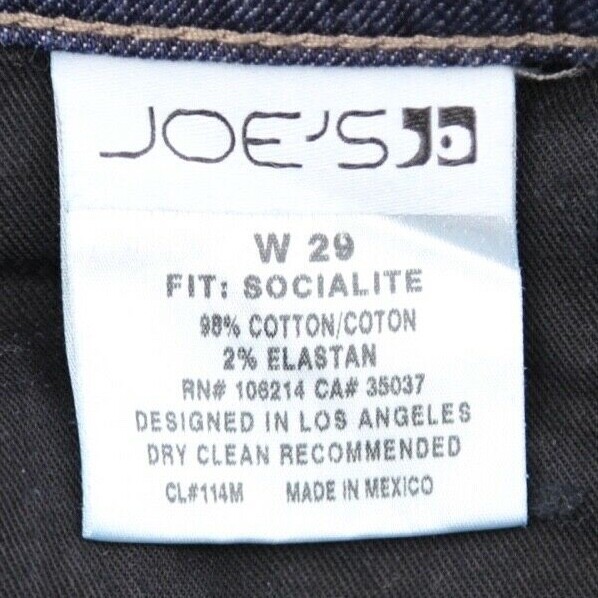 JOE'S
W 29
FIT: SOCIALITE
98% COTTON/COTON
2% ELASTAN
RN# 106214 CA# 35037
DESIGNED IN LOS ANGELES
DRY CLEAN RECOMMENDED
CL#114M MADE IN MEXICO